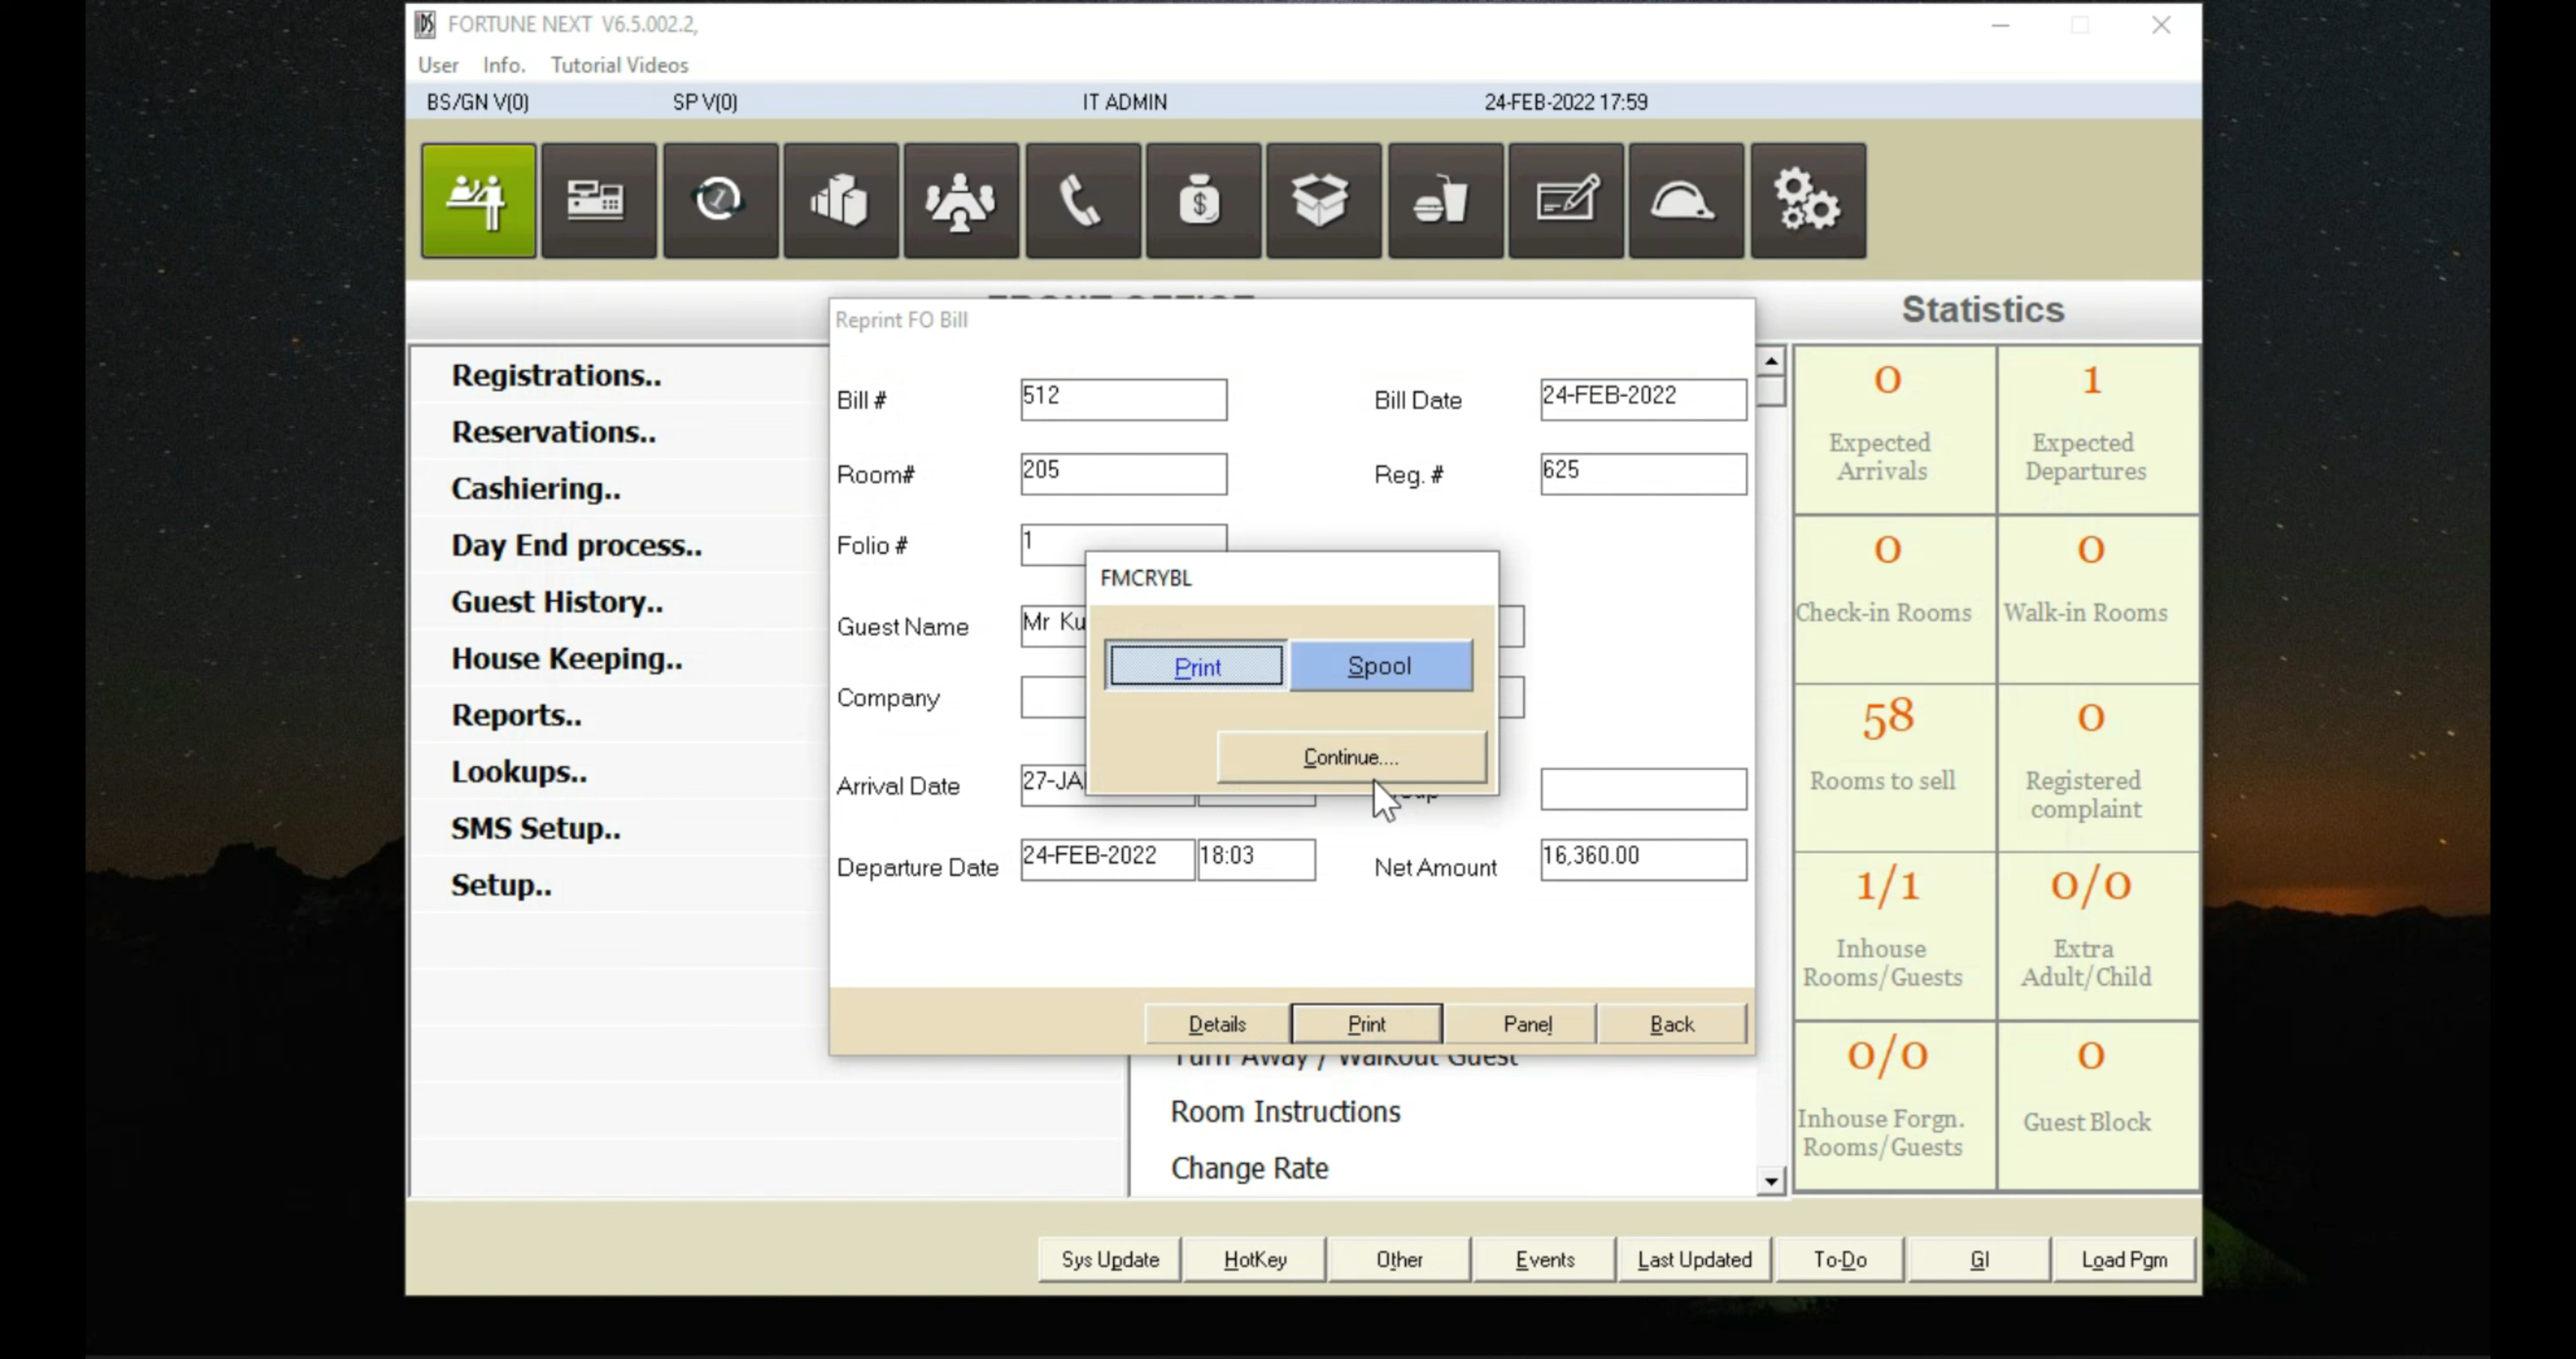 FORTUNE NEXT V6.5.002.2,
User Info. Tutorial Videos
BS/GN V(0) SP V(0) IT ADMIN 24-FEB-2022 17:59
Statistics
Registrations..
Reservations..
Cashiering..
Day End process..
Guest History..
House Keeping..
Reports..
Lookups..
SMS Setup..
Setup..
Reprint FO Bill
Bill # 512 Bill Date 24-FEB-2022
Room# 205 Reg. # 625
Folio # 1
Guest Name Mr Ku
Company
Arrival Date 27-JA
Departure Date 24-FEB-2022 18:03 Net Amount 16,360.00
Details Print Panel Back
FMCRYBL
Print Spool
Continue....
Turn Away / Walkout Guest
Room Instructions
Change Rate
0 1
Expected Arrivals
Expected Departures
0 0
Check-in Rooms Walk-in Rooms
58 0
Rooms to sell
Registered complaint
1/1 0/0
Inhouse Rooms/Guests
Extra Adult/Child
0/0 0
Inhouse Forgn. Rooms/Guests
Guest Block
Sys Update HotKey Other Events Last Updated To-Do GI Load Pgm